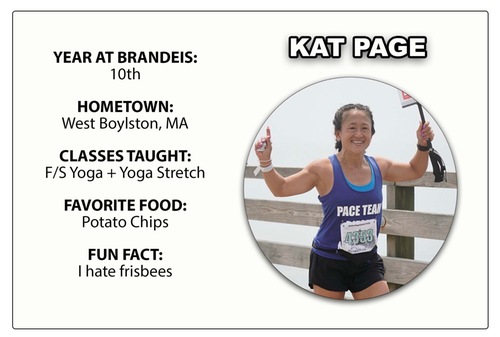 YEAR AT BRANDEIS:
10th
HOMETOWN:
West Boylston, MA
CLASSES TAUGHT:
F/S Yoga + Yoga Stretch
FAVORITE FOOD:
Potato Chips
FUN FACT:
I hate frisbees
KAT PAGE
PACE TEAM